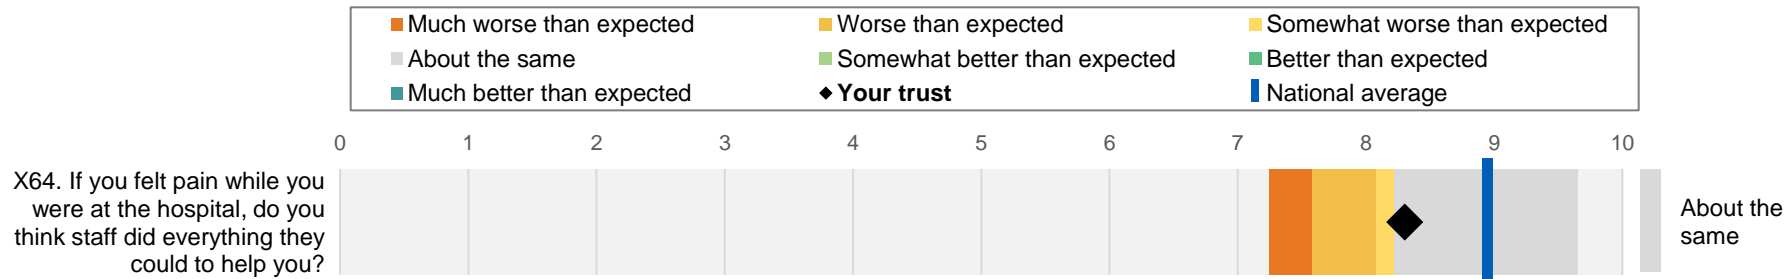 Much worse than expected Worse than expected Somewhat worse than expected
About the same Somewhat better than expected Better than expected
Much better than expected Your trust National average
0 1 2 3 4 5 6 7 8 9 10
X64. If you felt pain while you
were at the hospital, do you
think staff did everything they
could to help you?
About the
same